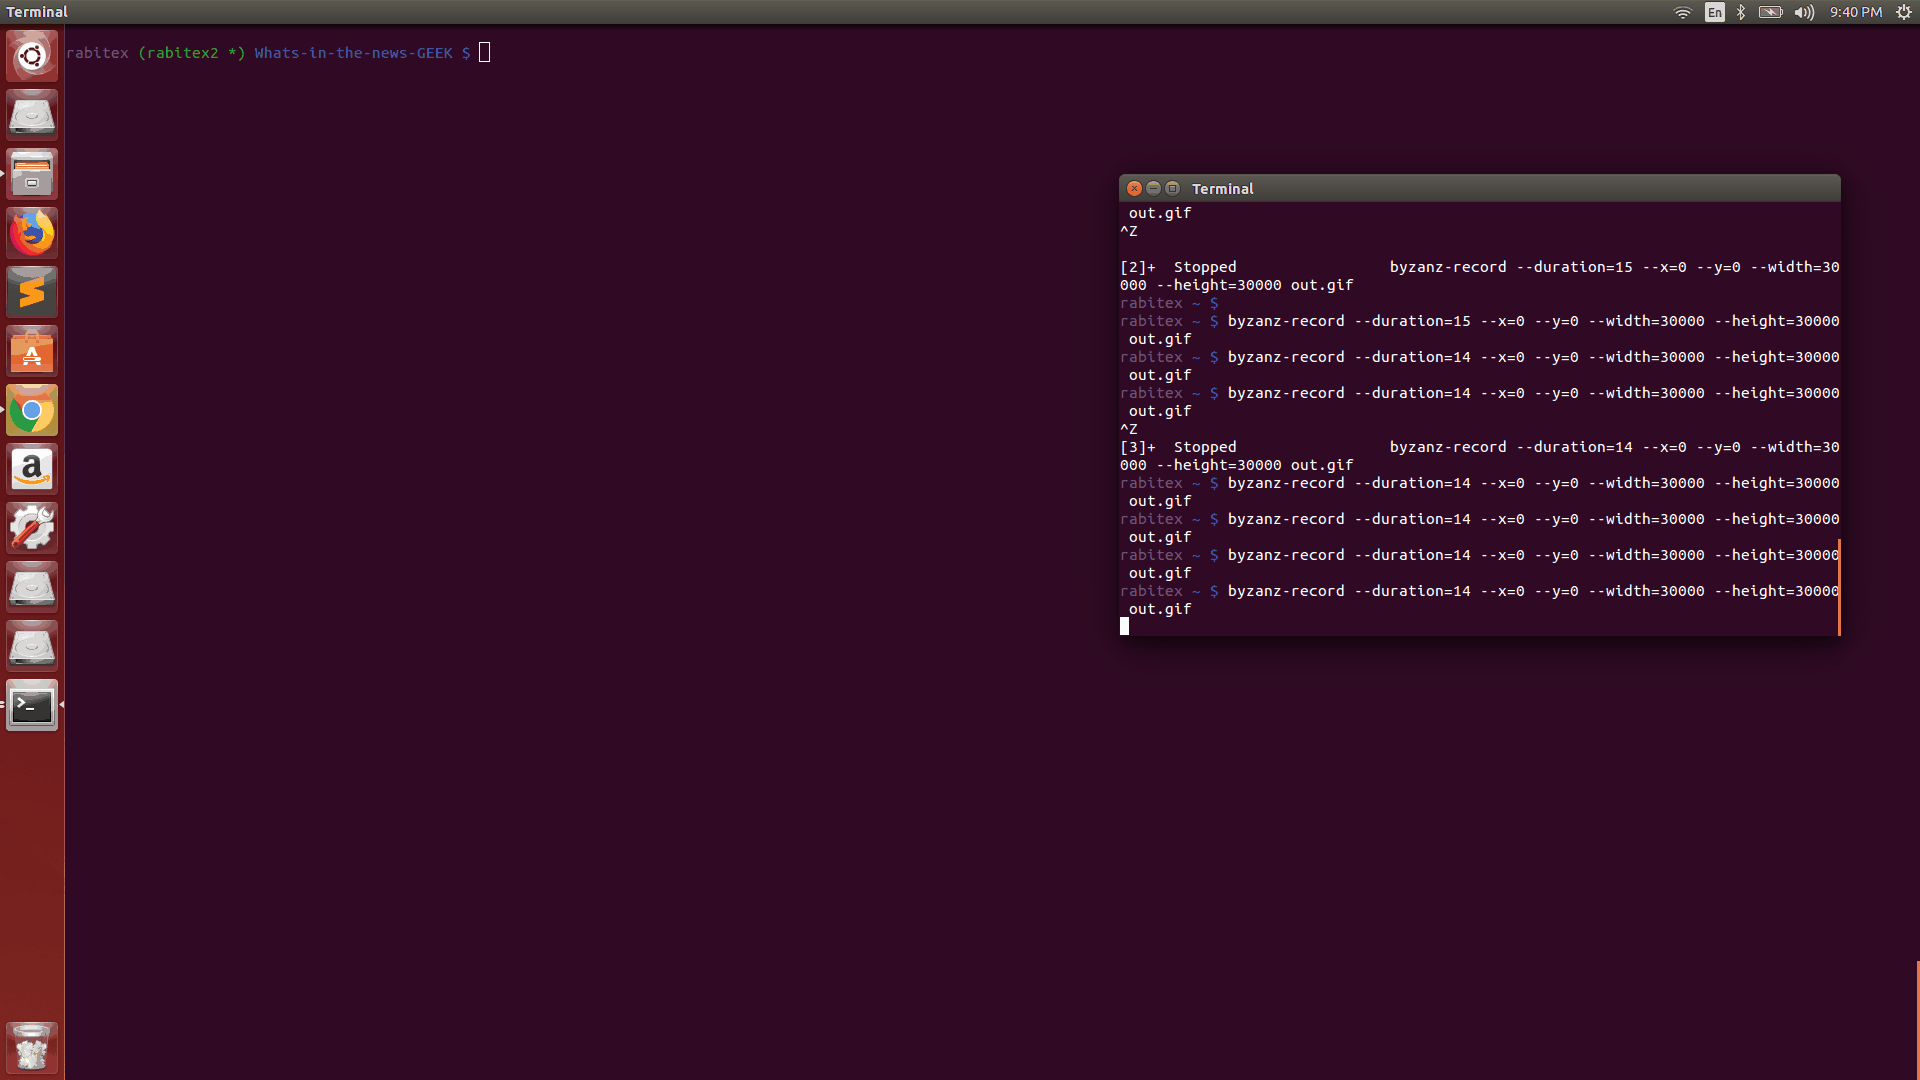 Terminal
En
9:40 PM
rabitex (rabitex2 *) Whats-in-the-news-GEEK $
Terminal
out.gif
^Z
[2]+  Stopped                 byzanz-record --duration=15 --x=0 --y=0 --width=30
000 --height=30000 out.gif
rabitex ~ $
rabitex ~ $ byzanz-record --duration=15 --x=0 --y=0 --width=30000 --height=30000
out.gif
rabitex ~ $ byzanz-record --duration=14 --x=0 --y=0 --width=30000 --height=30000
out.gif
rabitex ~ $ byzanz-record --duration=14 --x=0 --y=0 --width=30000 --height=30000
out.gif
^Z
[3]+  Stopped                 byzanz-record --duration=14 --x=0 --y=0 --width=30
000 --height=30000 out.gif
rabitex ~ $ byzanz-record --duration=14 --x=0 --y=0 --width=30000 --height=30000
out.gif
rabitex ~ $ byzanz-record --duration=14 --x=0 --y=0 --width=30000 --height=30000
out.gif
rabitex ~ $ byzanz-record --duration=14 --x=0 --y=0 --width=30000 --height=30000
out.gif
rabitex ~ $ byzanz-record --duration=14 --x=0 --y=0 --width=30000 --height=30000
out.gif